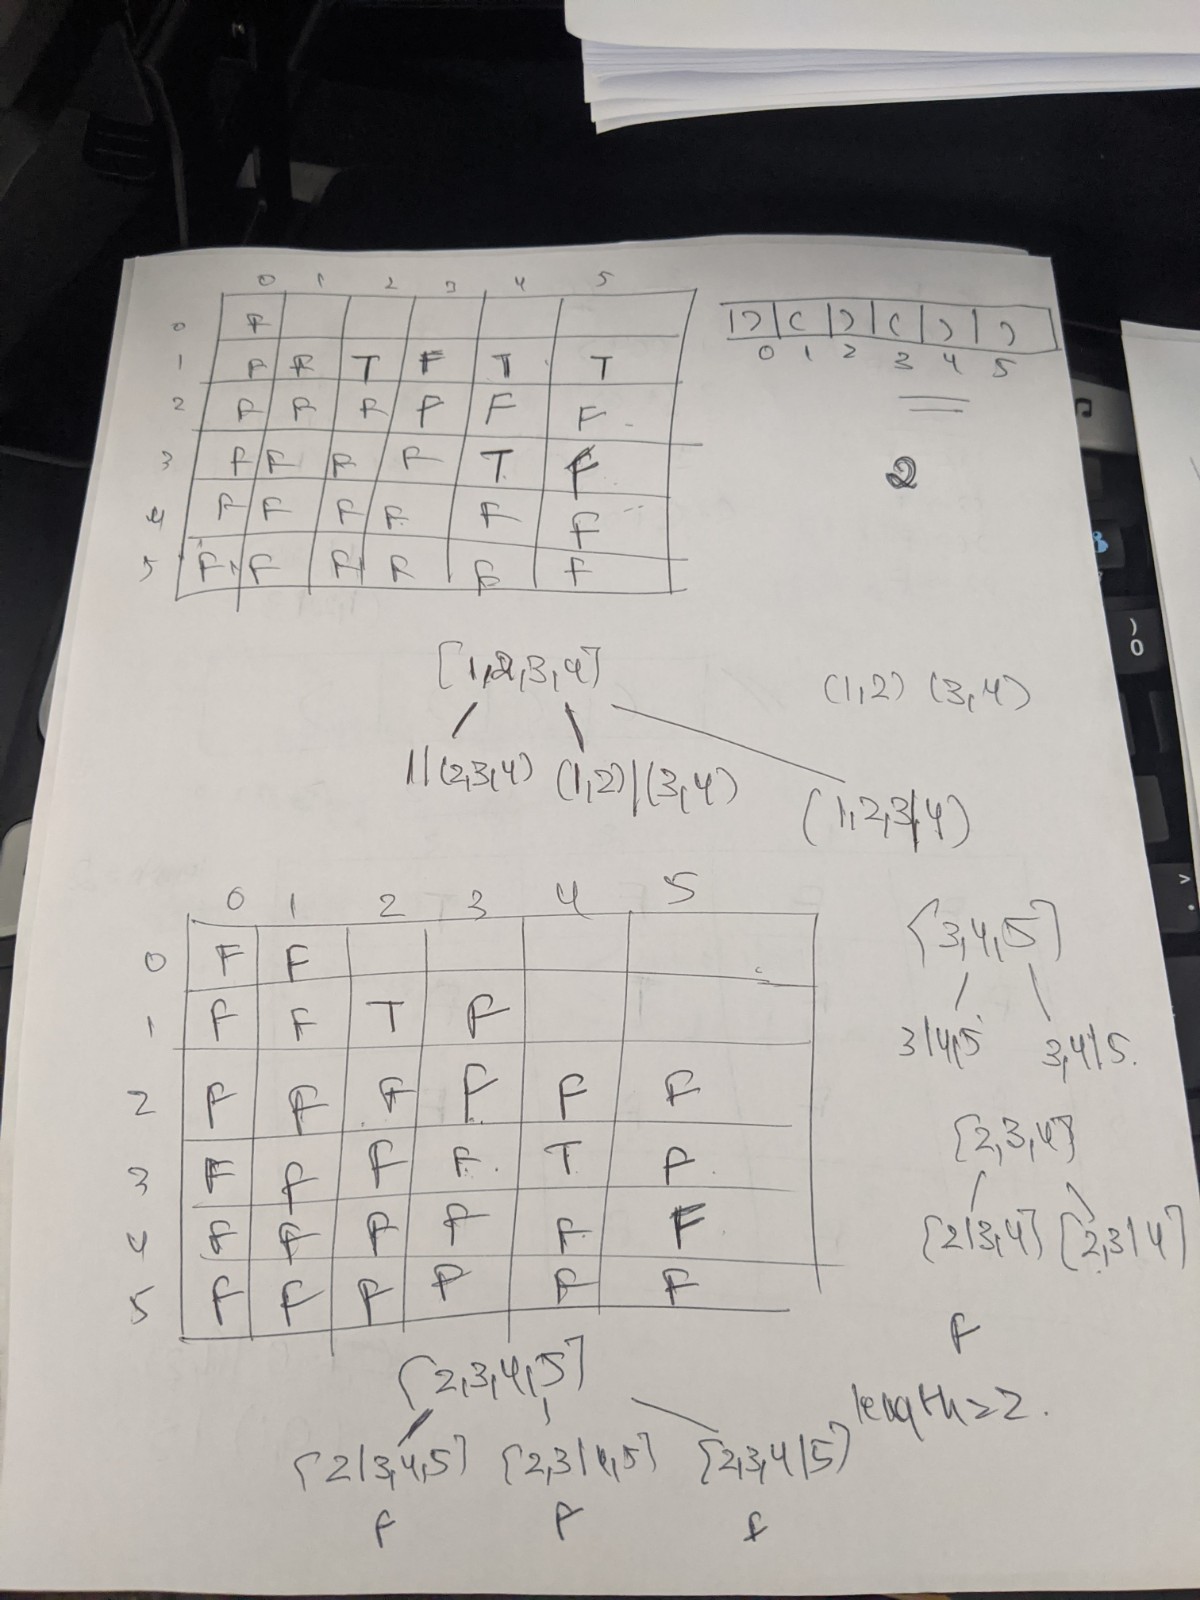 0 1 2 3 4 5
0 F
1 F F T F T T
2 F F F F F F
3 F F F F T F
4 F F F F F F
5 F F F F F F
) ( ) ( ) )
0 1 2 3 4 5
2
[1,2,3,4]
(1,2) (3,4)
1|(2,3,4) (1,2)|(3,4)
(1,2,3|4)
0 1 2 3 4 5
0 F F
1 F F T F
2 F F F F F F
3 F F F F T F
4 F F F F F F
5 F F F F F F
[3,4,5]
3|4,5 3,4|5.
[2,3,4]
[2|3,4] [2,3|4]
F
length=2.
[2,3,4,5]
[2|3,4,5] [2,3|4,5] [2,3,4|5]
F F F
)
0